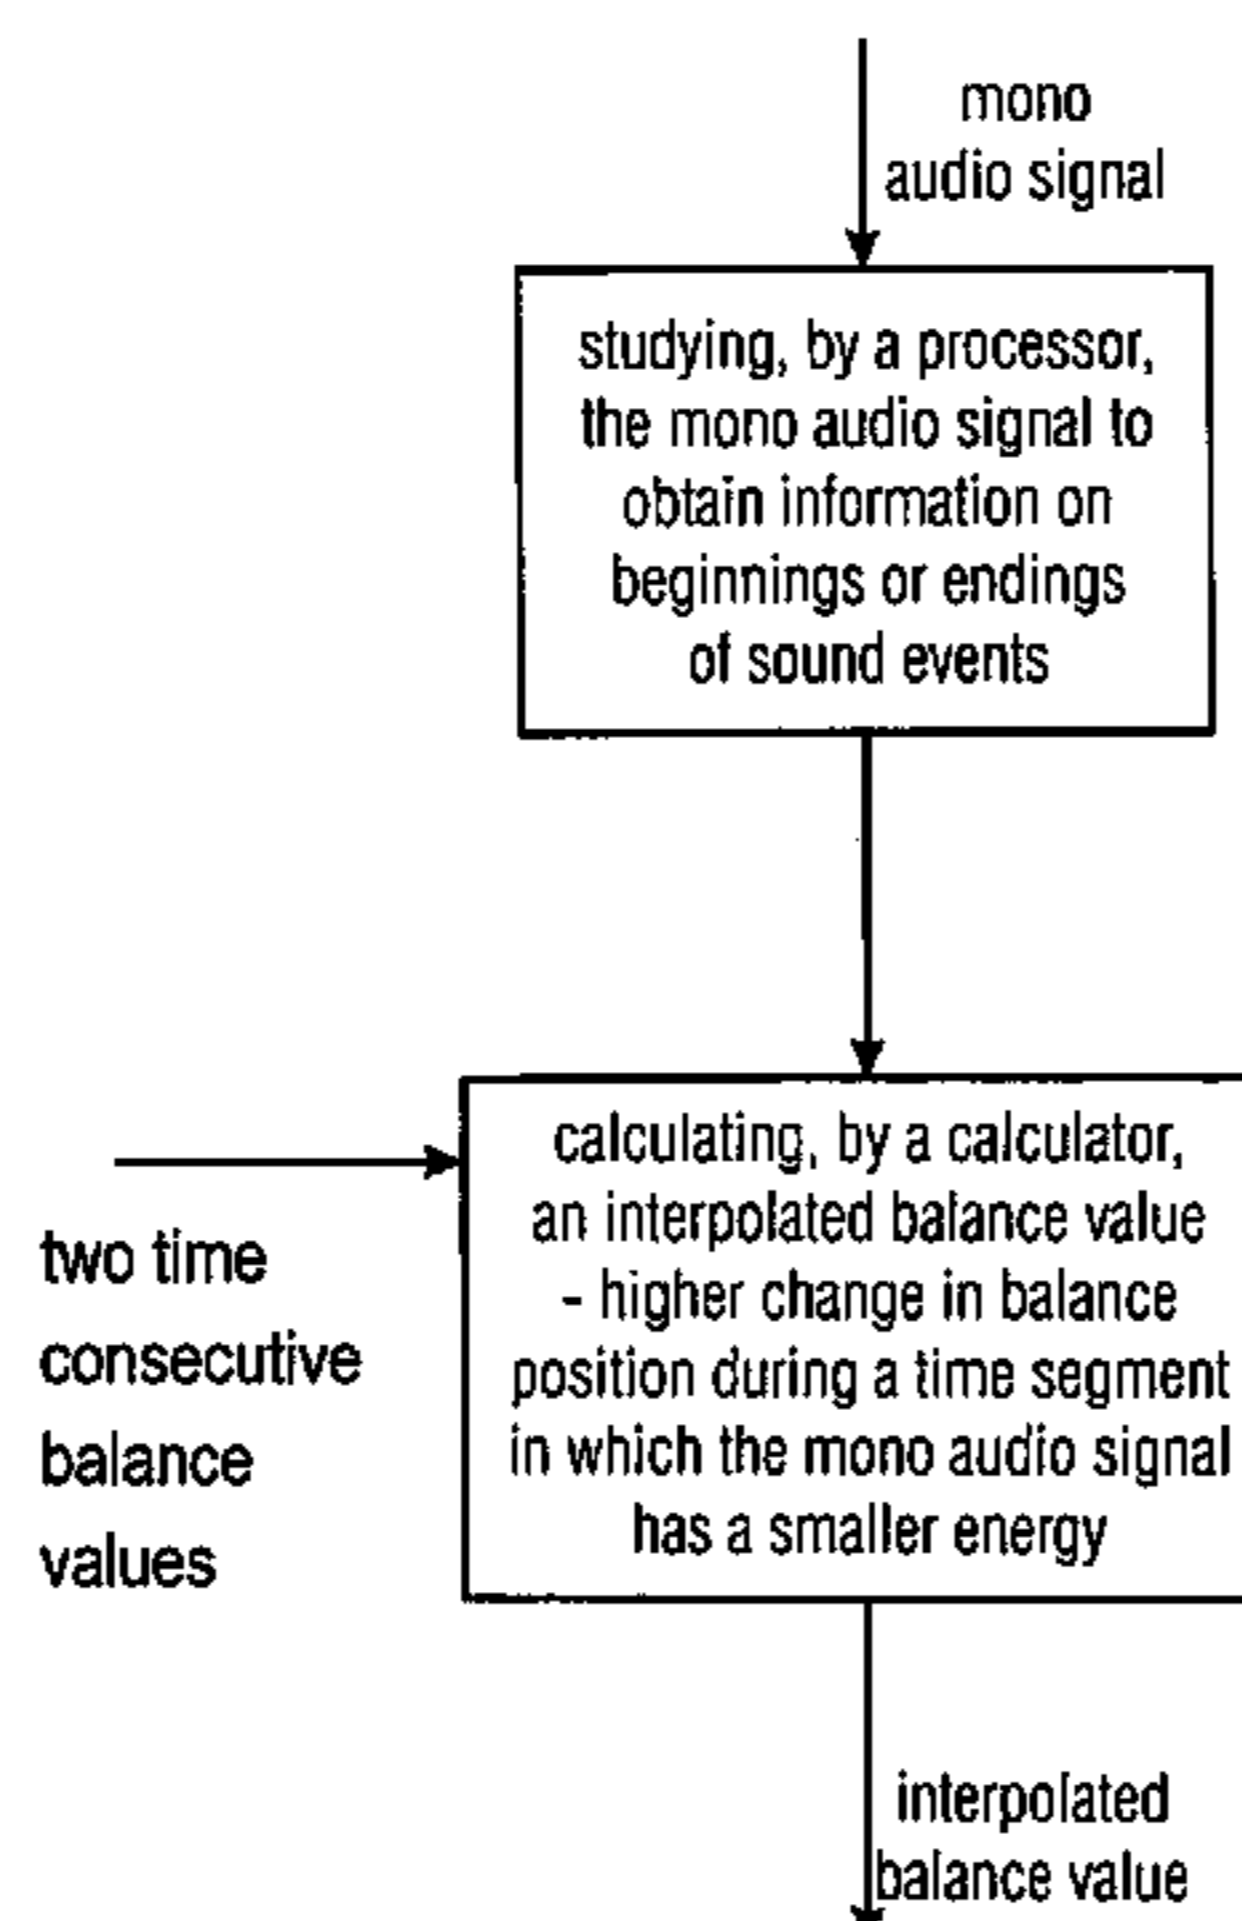 mono
audio signal
studying, by a processor,
the mono audio signal to
obtain information on
beginnings or endings
of sound events
calculating, by a calculator,
an interpolated balance value
- higher change in balance
position during a time segment
in which the mono audio signal
has a smaller energy
two time
consecutive
balance
values
interpolated
balance value